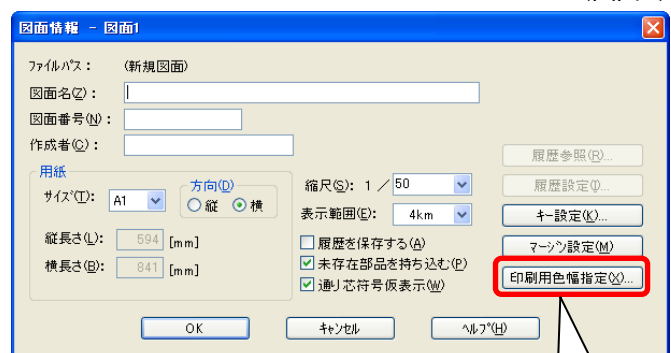 図面情報 - 図面1
ファイルパス： (新規図面)
図面名(Z)：
図面番号(N)：
作成者(C)：
履歴参照(R)...
用紙
サイズ(T)： A1
方向(D)
縦 横
縮尺(S)： 1 ／ 50
履歴設定(I)...
表示範囲(E)： 4km
キー設定(K)...
縦長さ(L)： 594 [mm]
履歴を保存する(A)
マーシン設定(M)
横長さ(B)： 841 [mm]
未存在部品を持ち込む(P)
印刷用色幅指定(X)...
通り芯符号仮表示(W)
OK キャンセル ヘルプ(H)